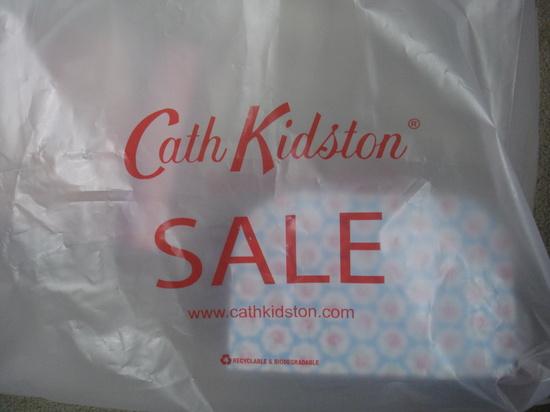 Cath Kidston®
SALE
www.cathkidston.com
RECYCLABLE & BIODEGRADABLE